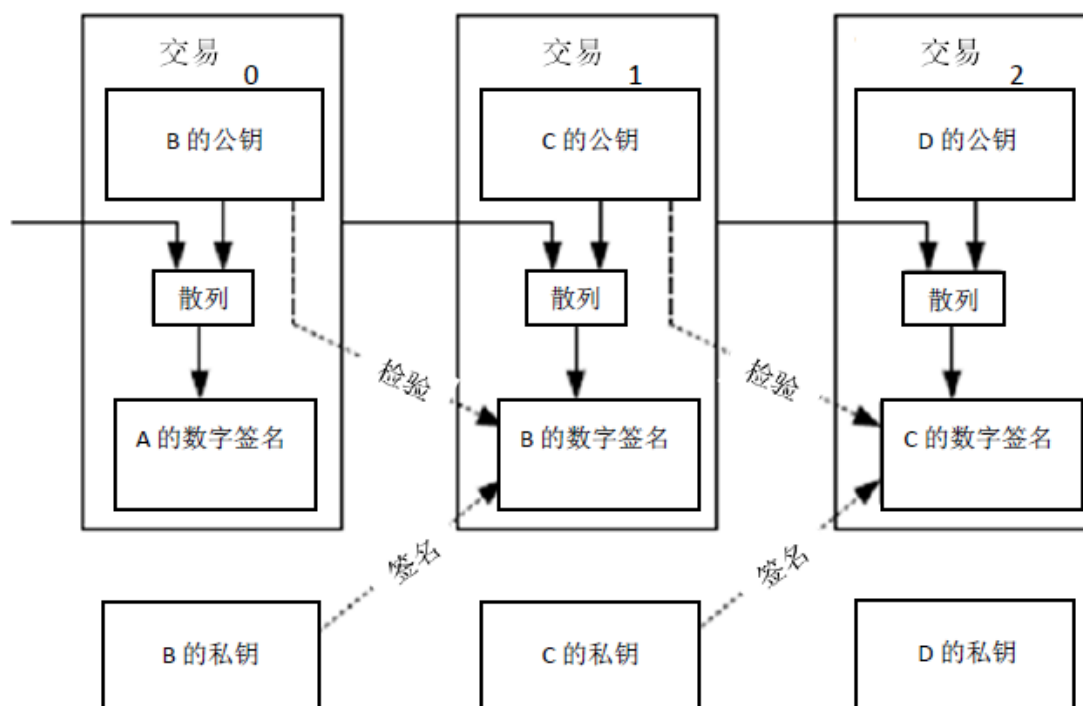 交易 0
交易 1
交易 2
B 的公钥
C 的公钥
D 的公钥
散列
散列
散列
检验
检验
A 的数字签名
B 的数字签名
C 的数字签名
签名
签名
B 的私钥
C 的私钥
D 的私钥